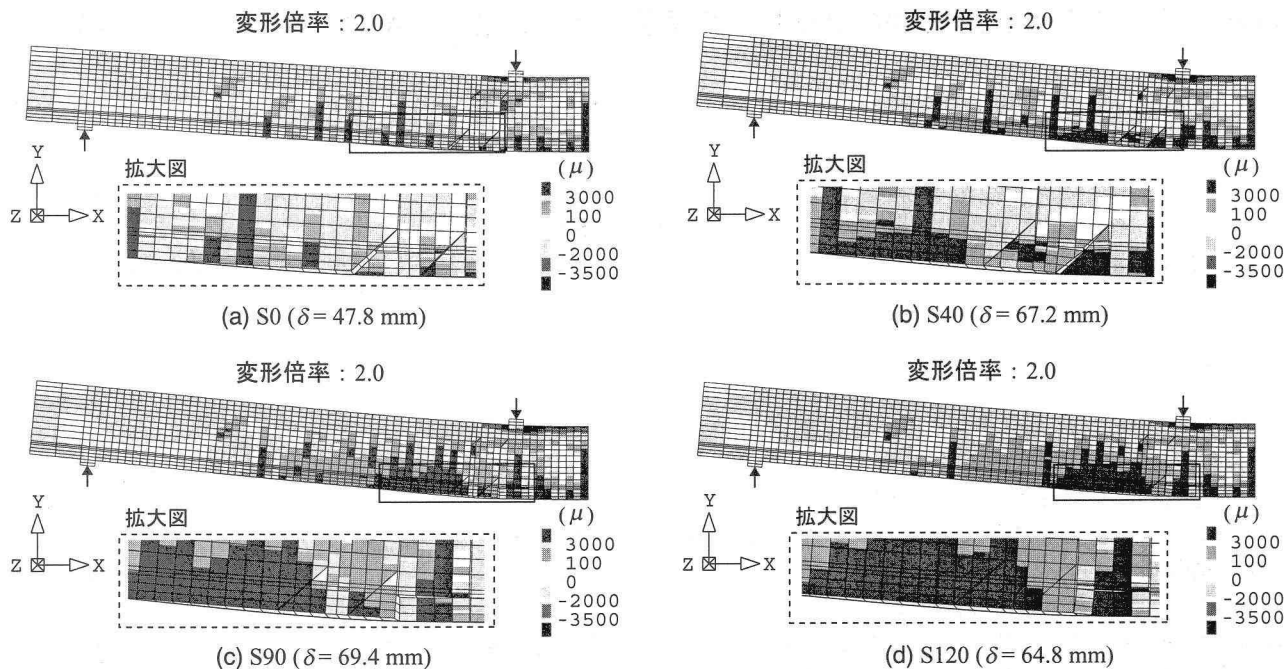 変形倍率 : 2.0
拡大図
Y
Z
X
(μ)
3000
100
0
-2000
-3500
(a) S0 (δ= 47.8 mm)
変形倍率 : 2.0
拡大図
Y
Z
X
(μ)
3000
100
0
-2000
-3500
(b) S40 (δ= 67.2 mm)
変形倍率 : 2.0
拡大図
Y
Z
X
(μ)
3000
100
0
-2000
-3500
(c) S90 (δ= 69.4 mm)
変形倍率 : 2.0
拡大図
Y
Z
X
(μ)
3000
100
0
-2000
-3500
(d) S120 (δ= 64.8 mm)